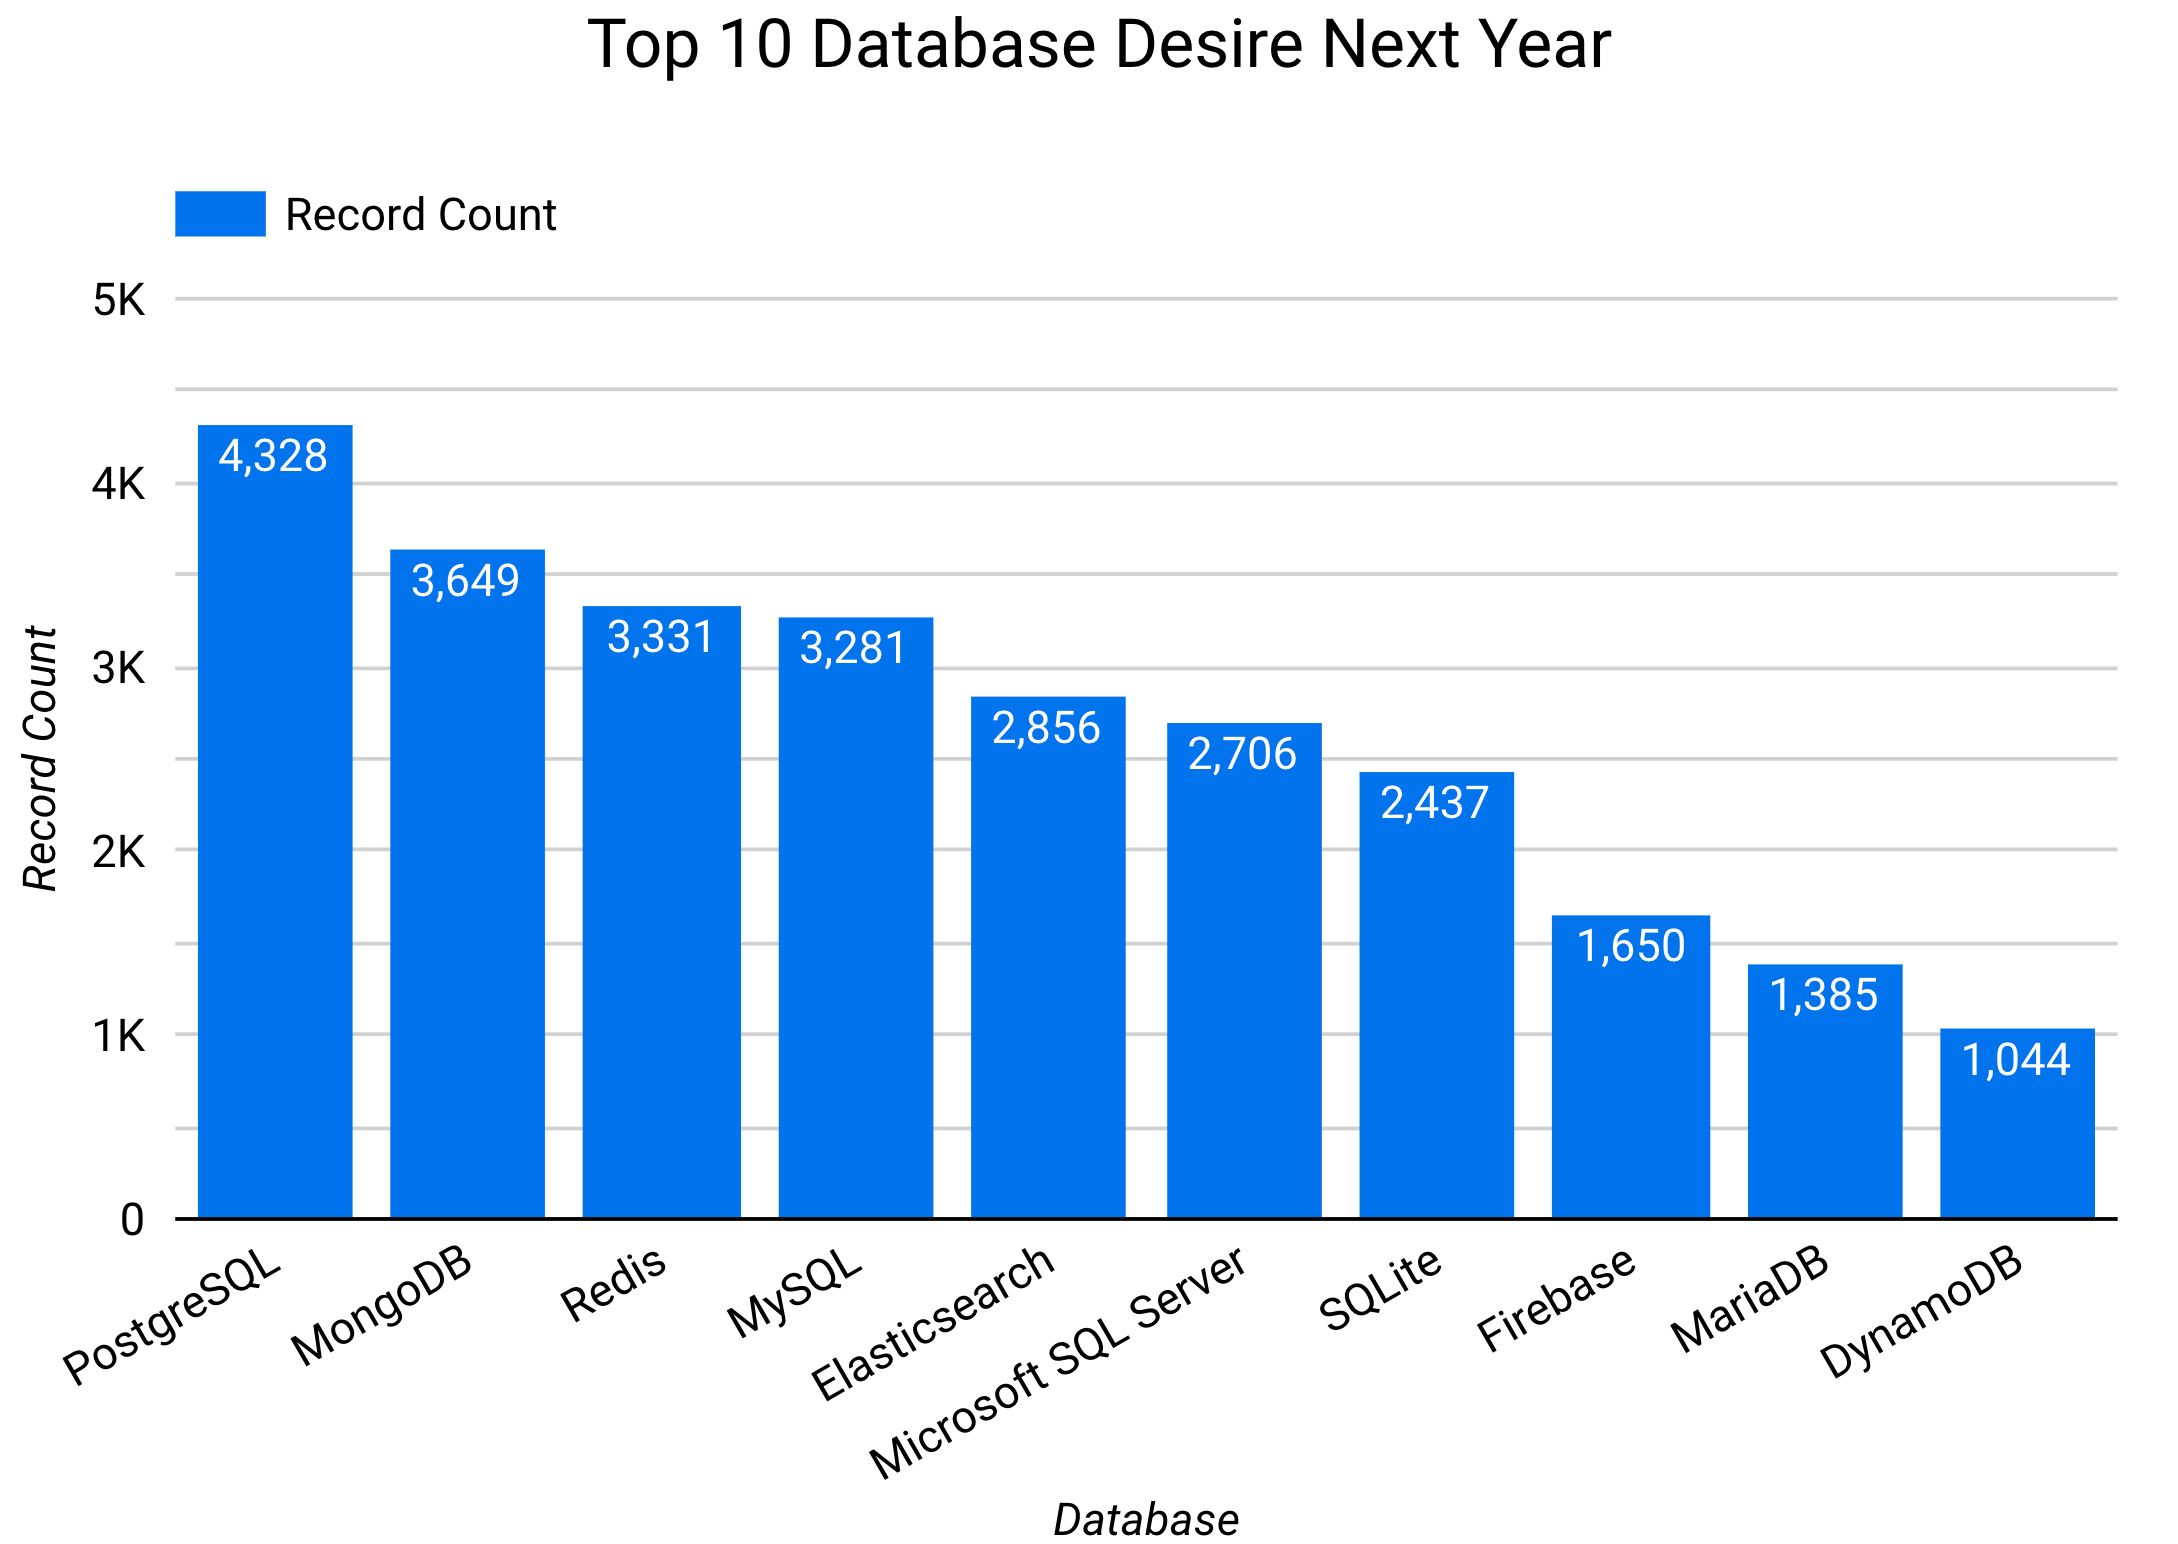 Top 10 Database Desire Next Year
Record Count
5K
4K
3K
2K
1K
0
Record Count
4,328
3,649
3,331
3,281
2,856
2,706
2,437
1,650
1,385
1,044
PostgreSQL
MongoDB
Redis
MySQL
Elasticsearch
Microsoft SQL Server
SQLite
Firebase
MariaDB
DynamoDB
Database